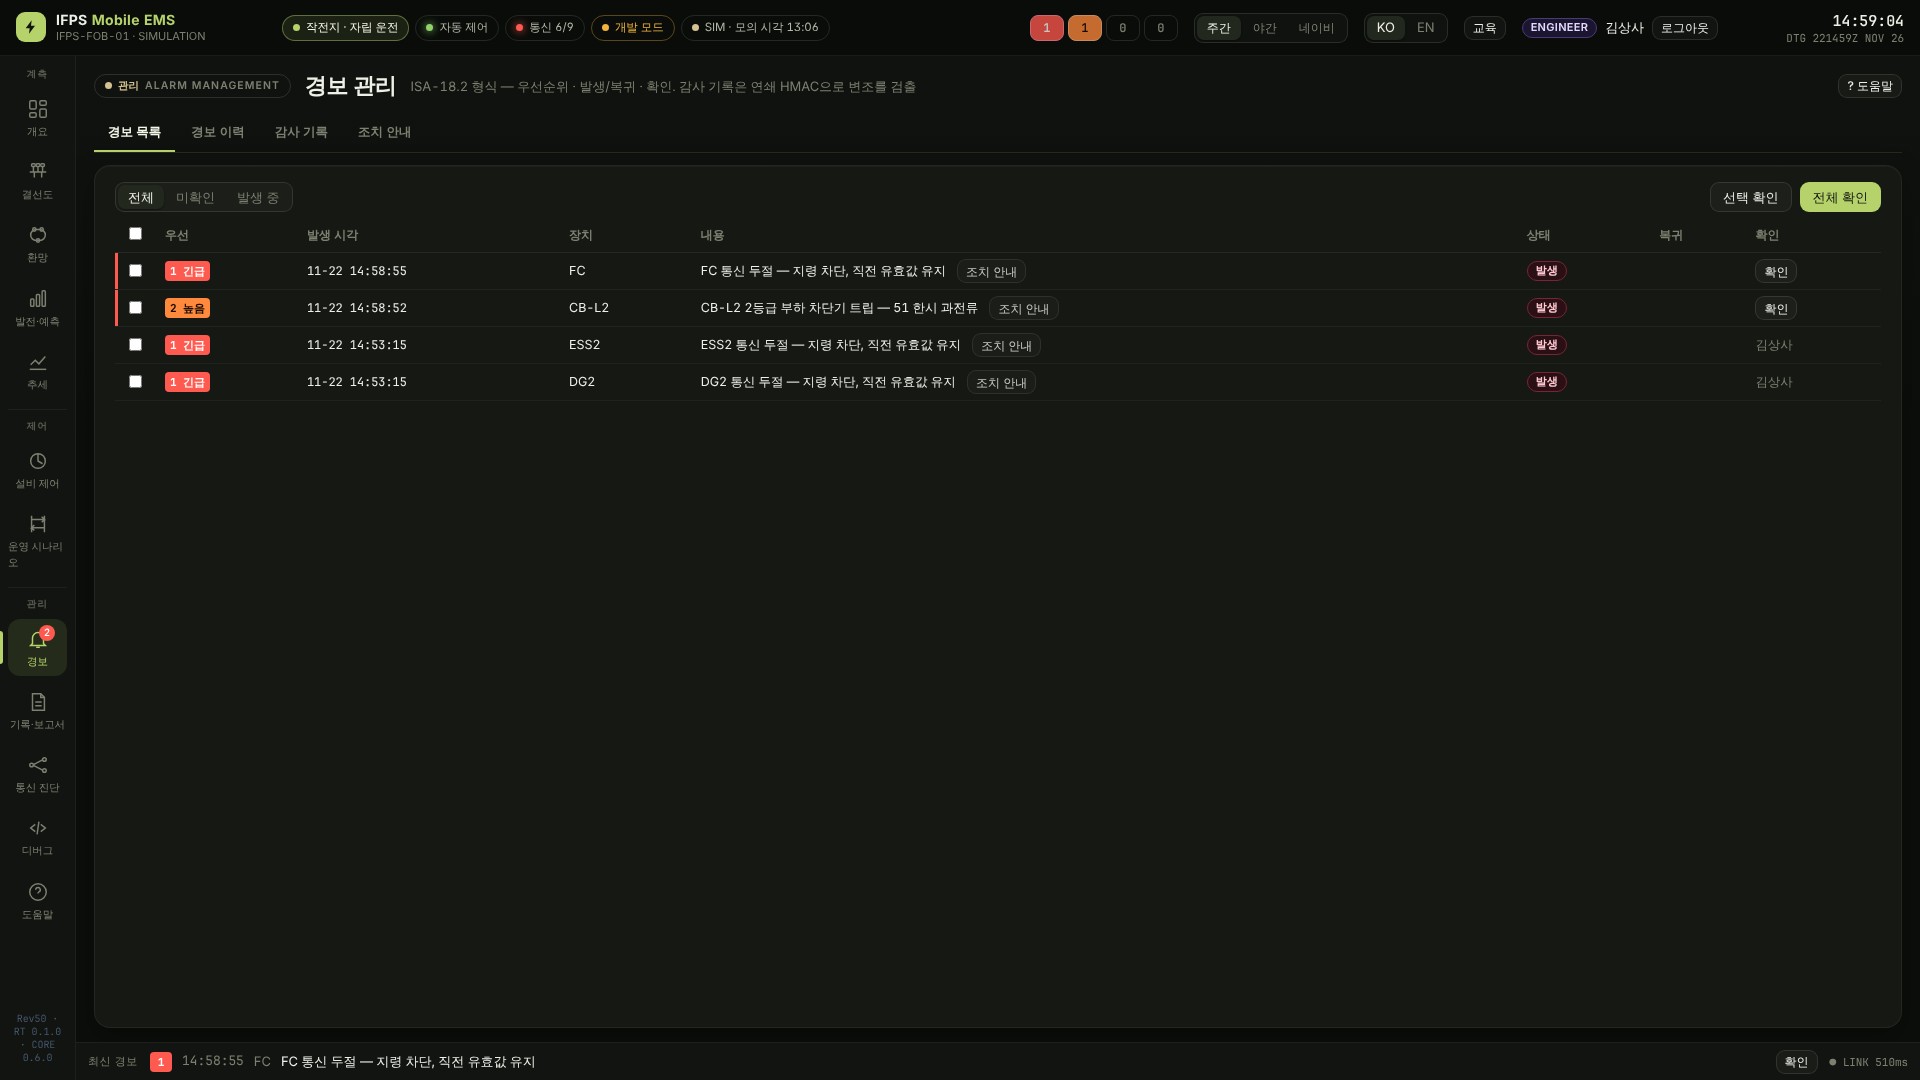 IFPS Mobile EMS
IFPS-FOB-01 · SIMULATION
작전지 · 자립 운전
자동 제어
통신 6/9
개발 모드
SIM · 모의 시각 13:06
1 1 0 0
주간 야간 네이비
KO EN
교육
ENGINEER 김상사 로그아웃
14:59:04
DTG 221459Z NOV 26
계측
개요
결선도
환망
발전·예측
추세
제어
설비 제어
운영 시나리
오
관리
2
경보
기록·보고서
통신 진단
디버그
도움말
Rev50 ·
RT 0.1.0
· CORE
0.6.0
관리 ALARM MANAGEMENT
경보 관리
ISA-18.2 형식 — 우선순위 · 발생/복귀 · 확인. 감사 기록은 연쇄 HMAC으로 변조를 검출
? 도움말
경보 목록 경보 이력 감사 기록 조치 안내
전체 미확인 발생 중
선택 확인 전체 확인
우선 발생 시각 장치 내용 상태 복귀 확인
1 긴급 11-22 14:58:55 FC FC 통신 두절 — 지령 차단, 직전 유효값 유지 조치 안내 발생 확인
2 높음 11-22 14:58:52 CB-L2 CB-L2 2등급 부하 차단기 트립 — 51 한시 과전류 조치 안내 발생 확인
1 긴급 11-22 14:53:15 ESS2 ESS2 통신 두절 — 지령 차단, 직전 유효값 유지 조치 안내 발생 김상사
1 긴급 11-22 14:53:15 DG2 DG2 통신 두절 — 지령 차단, 직전 유효값 유지 조치 안내 발생 김상사
최신 경보 1 14:58:55 FC FC 통신 두절 — 지령 차단, 직전 유효값 유지
확인
LINK 510ms